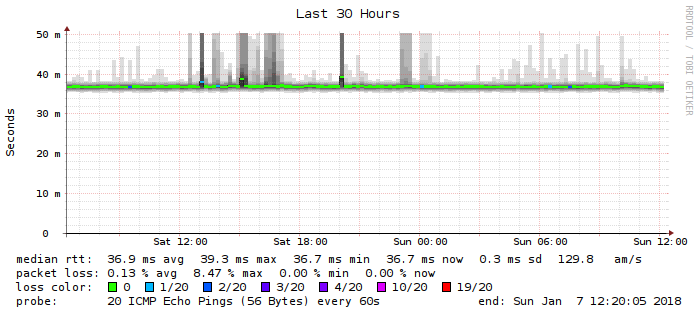 Last 30 Hours
RRDTOOL / TOBI OETIKER
Seconds
50 m
40 m
30 m
20 m
10 m
0
Sat 12:00 Sat 18:00 Sun 00:00 Sun 06:00 Sun 12:00
median rtt: 36.9 ms avg 39.3 ms max 36.7 ms min 36.7 ms now 0.3 ms sd 129.8 am/s
packet loss: 0.13 % avg 8.47 % max 0.00 % min 0.00 % now
loss color: 0 1/20 2/20 3/20 4/20 10/20 19/20
probe: 20 ICMP Echo Pings (56 Bytes) every 60s end: Sun Jan 7 12:20:05 2018